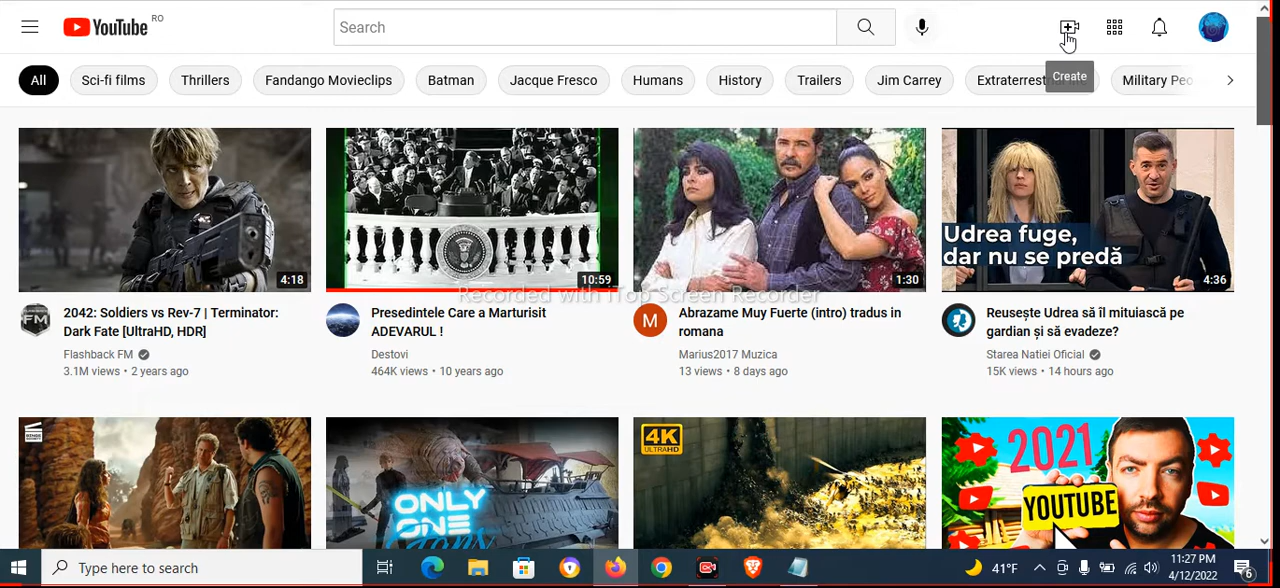 YouTube RO
Search
Create
All
Sci-fi films
Thrillers
Fandango Movieclips
Batman
Jacque Fresco
Humans
History
Trailers
Jim Carrey
Extraterrest
Military Peo
4:18
10:59
1:30
Udrea fuge,
dar nu se predă
4:36
Recorded with iTop Screen Recorder
FM
2042: Soldiers vs Rev-7 | Terminator:
Dark Fate [UltraHD, HDR]
Flashback FM
3.1M views • 2 years ago
Presedintele Care a Marturisit
ADEVARUL !
Destovi
464K views • 10 years ago
M
Abrazame Muy Fuerte (intro) tradus in
romana
Marius2017 Muzica
13 views • 8 days ago
Reusește Udrea să îl mituiască pe
gardian și să evadeze?
Starea Natiei Oficial
15K views • 14 hours ago
ONLY
ONE
4K
ULTRAHD
2021
YOUTUBE
Type here to search
41°F
11:27 PM
4/12/2022
6